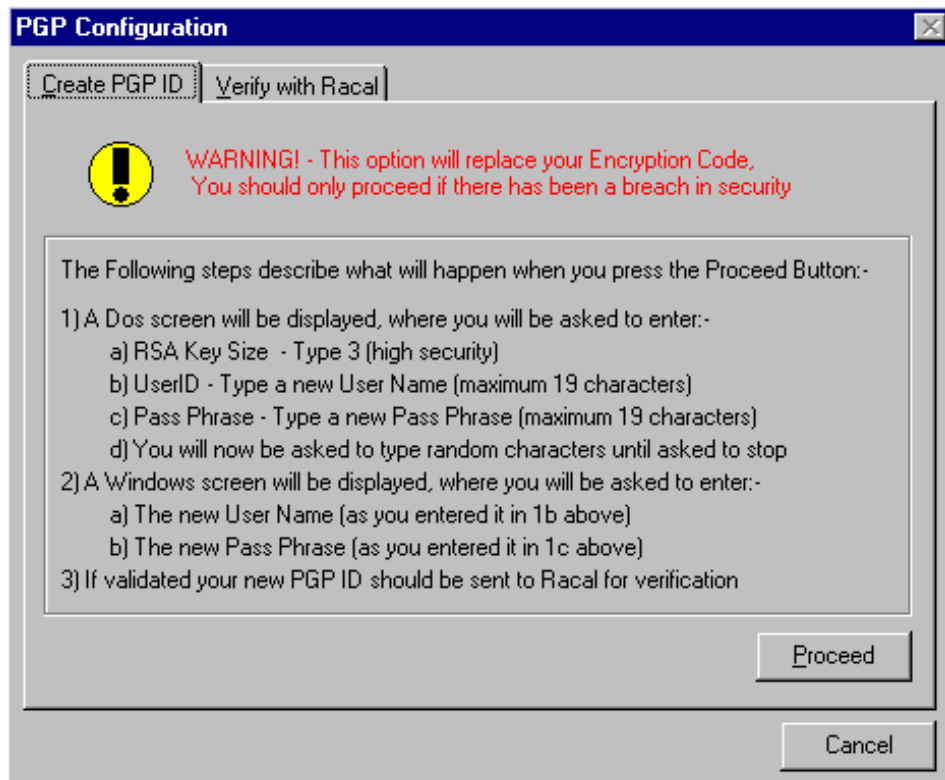 PGP Configuration
Create PGP ID
Verify with Racal
WARNING! - This option will replace your Encryption Code,
You should only proceed if there has been a breach in security
The Following steps describe what will happen when you press the Proceed Button:-
1) A Dos screen will be displayed, where you will be asked to enter:-
a) RSA Key Size - Type 3 (high security)
b) UserID - Type a new User Name (maximum 19 characters)
c) Pass Phrase - Type a new Pass Phrase (maximum 19 characters)
d) You will now be asked to type random characters until asked to stop
2) A Windows screen will be displayed, where you will be asked to enter:-
a) The new User Name (as you entered it in 1b above)
b) The new Pass Phrase (as you entered it in 1c above)
3) If validated your new PGP ID should be sent to Racal for verification
Proceed
Cancel